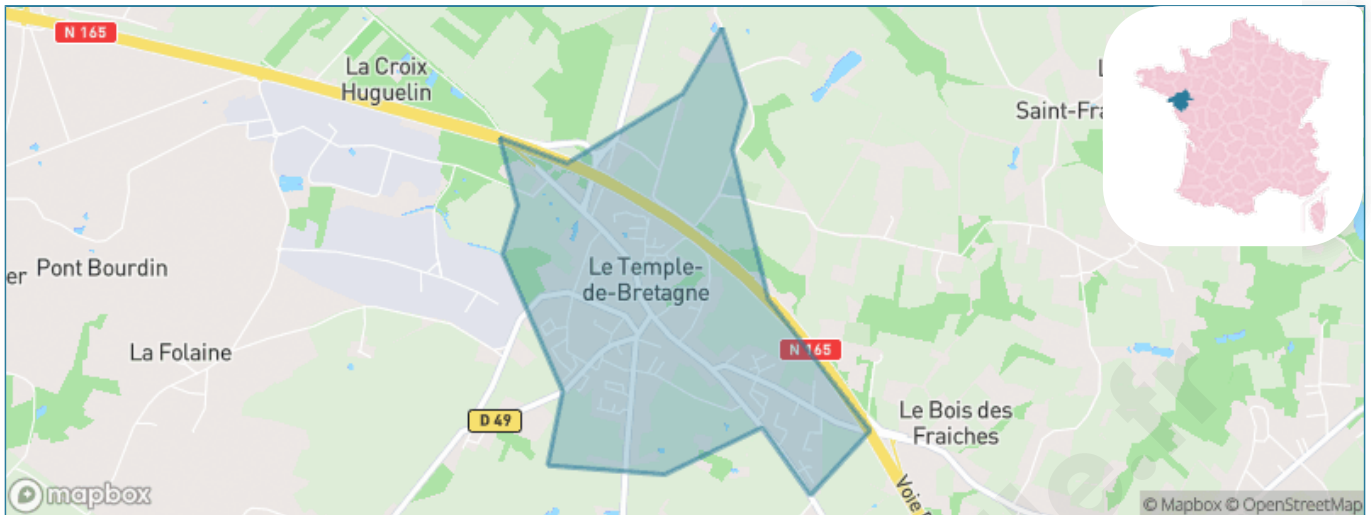 N 165
La Croix
Huguelin
Saint-Fra
er Pont Bourdin
Le Temple-
de-Bretagne
La Folaine
N 165
D 49
Le Bois des
Fraiches
Voie
mapbox
© Mapbox © OpenStreetMap